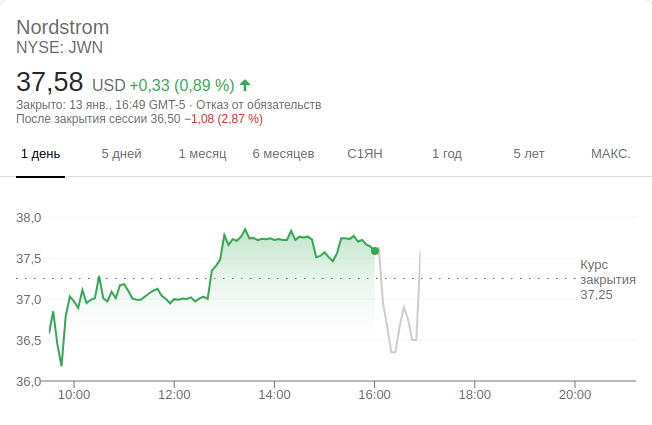 Nordstrom
NYSE: JWN
37,58 USD +0,33 (0,89 %)
Закрыто: 13 янв., 16:49 GMT-5 · Отказ от обязательств
После закрытия сессии 36,50 −1,08 (2,87 %)
1 день 5 дней 1 месяц 6 месяцев С1ЯН 1 год 5 лет МАКС.
38,0
37,5
37,0
36,5
36,0
Курс
закрытия
37,25
10:00 12:00 14:00 16:00 18:00 20:00